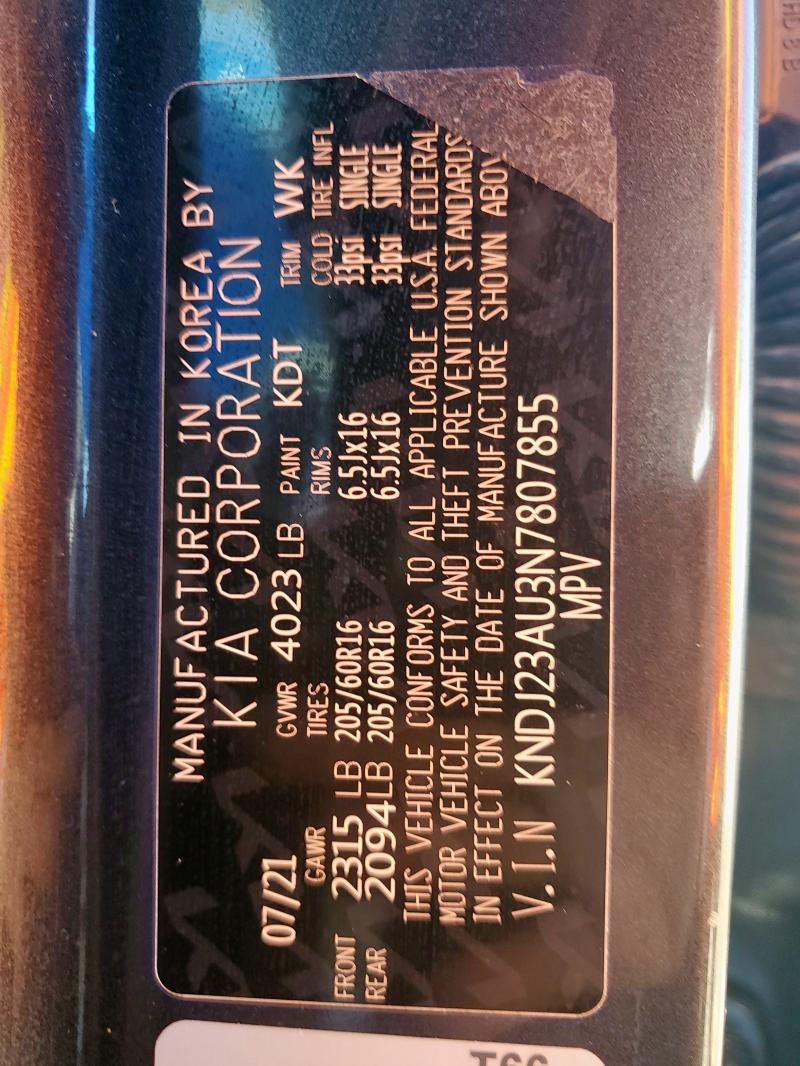 MANUFACTURED IN KOREA BY
KIA CORPORATION
07/21 GVWR 4023 LB PAINT KDT TRIM WK
GAWR TIRES RIMS COLD TIRE INFL
FRONT 2315 LB 205/60R16 6.5Jx16 33psi SINGLE
REAR 2094LB 205/60R16 6.5Jx16 33psi SINGLE
THIS VEHICLE CONFORMS TO ALL APPLICABLE U.S.A. FEDERAL
MOTOR VEHICLE SAFETY AND THEFT PREVENTION STANDARDS
IN EFFECT ON THE DATE OF MANUFACTURE SHOWN ABOV
V.I.N KNDJ23AU3N7807855
MPV